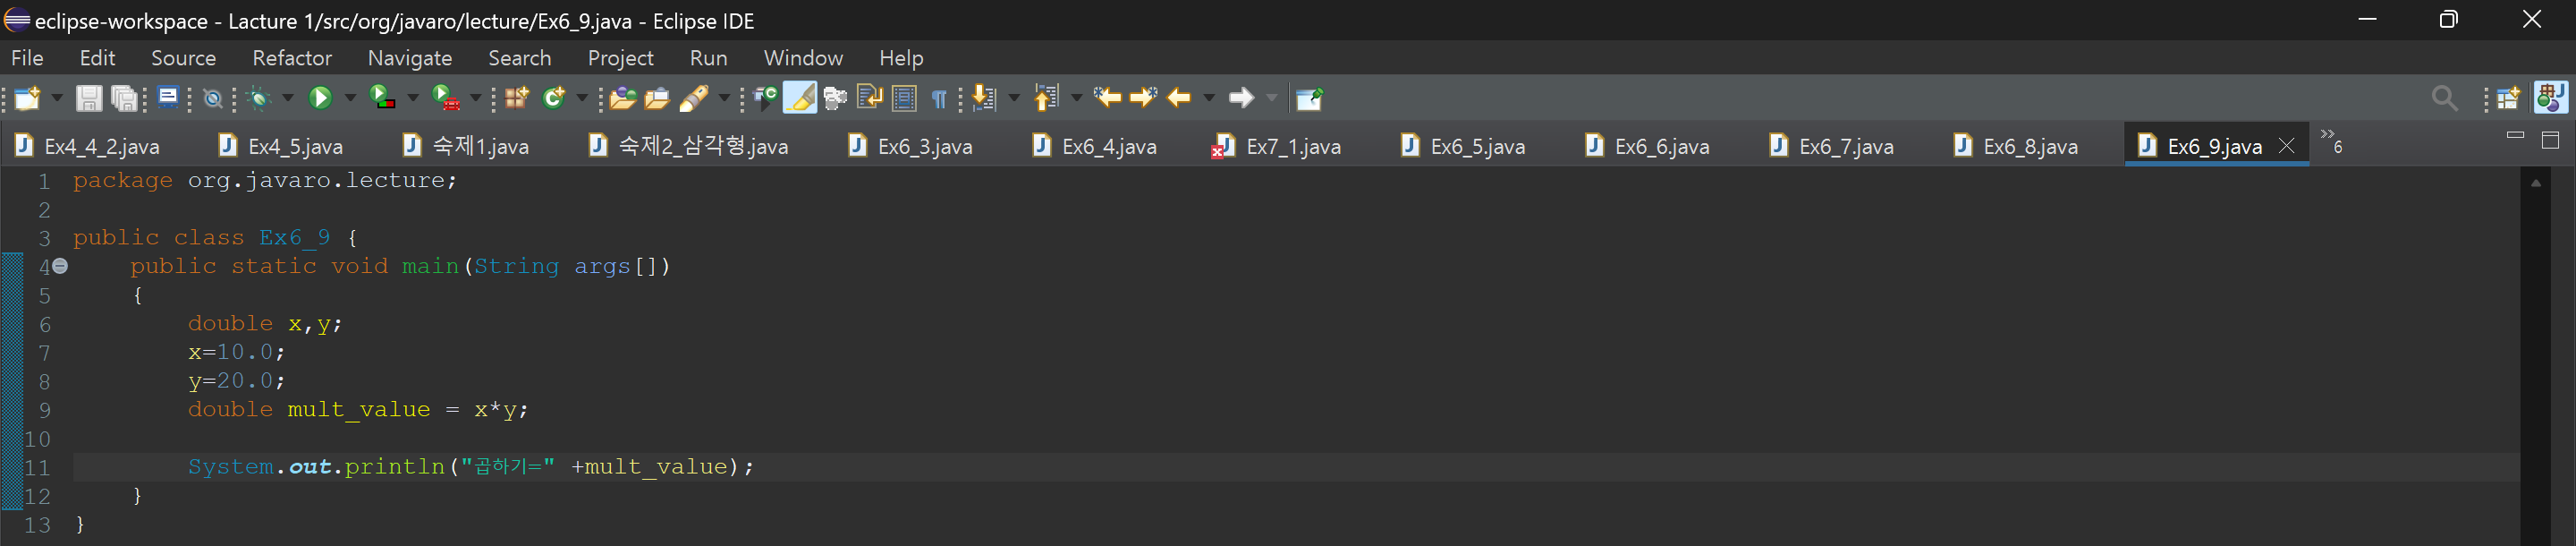 eclipse-workspace - Lacture 1/src/org/javaro/lecture/Ex6_9.java - Eclipse IDE
File Edit Source Refactor Navigate Search Project Run Window Help
Ex4_4_2.java Ex4_5.java 숙제1.java 숙제2_삼각형.java Ex6_3.java Ex6_4.java Ex7_1.java Ex6_5.java Ex6_6.java Ex6_7.java Ex6_8.java Ex6_9.java »6
1 package org.javaro.lecture;
2
3 public class Ex6_9 {
4 public static void main(String args[])
5 {
6 double x,y;
7 x=10.0;
8 y=20.0;
9 double mult_value = x*y;
10
11 System.out.println("곱하기=" +mult_value);
12 }
13 }